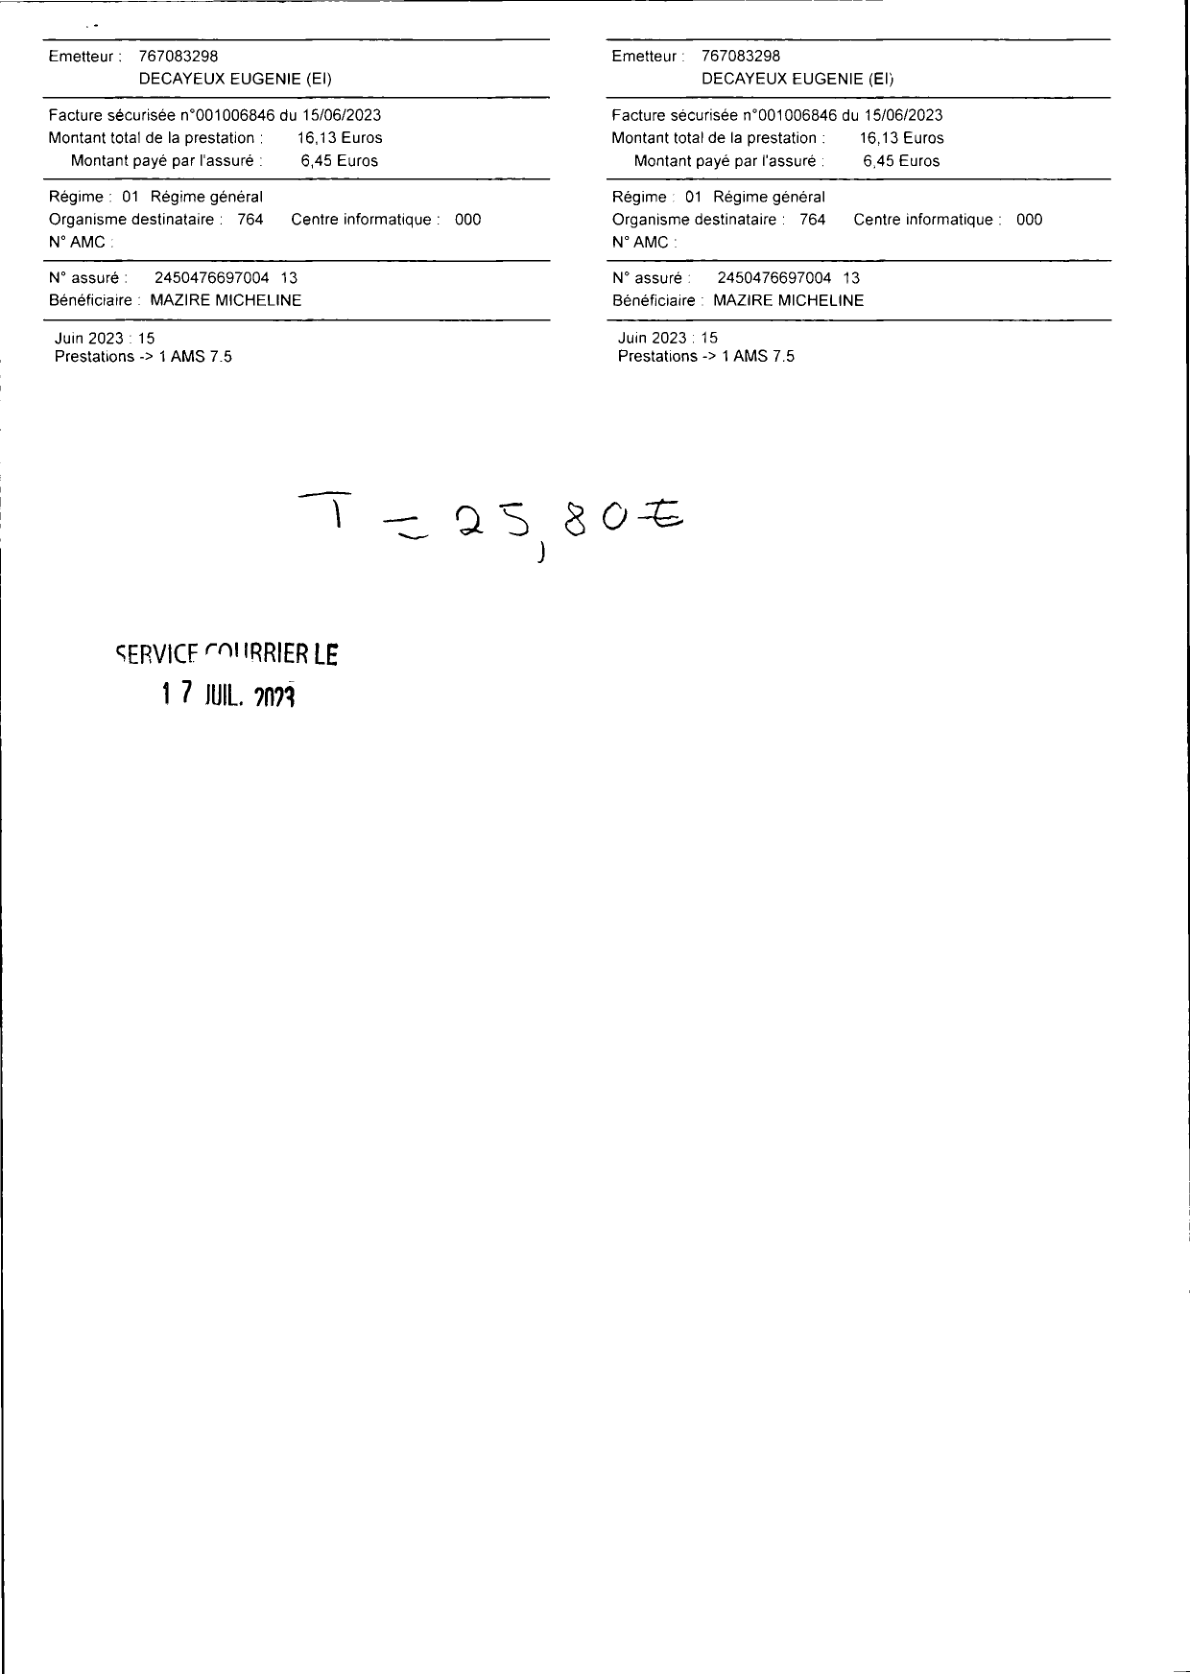 Emetteur : 767083298
DECAYEUX EUGENIE (EI)
Facture sécurisée n°001006846 du 15/06/2023
Montant total de la prestation : 16,13 Euros
Montant payé par l'assuré : 6,45 Euros
Régime : 01 Régime général
Organisme destinataire : 764 Centre informatique : 000
N° AMC :
N° assuré : 2450476697004 13
Bénéficiaire : MAZIRE MICHELINE
Juin 2023 : 15
Prestations -> 1 AMS 7.5
Emetteur : 767083298
DECAYEUX EUGENIE (EI)
Facture sécurisée n°001006846 du 15/06/2023
Montant total de la prestation : 16,13 Euros
Montant payé par l'assuré : 6,45 Euros
Régime : 01 Régime général
Organisme destinataire : 764 Centre informatique : 000
N° AMC :
N° assuré : 2450476697004 13
Bénéficiaire : MAZIRE MICHELINE
Juin 2023 : 15
Prestations -> 1 AMS 7.5
T = 25,80€
SERVICE COURRIER LE
17 JUIL. 2023